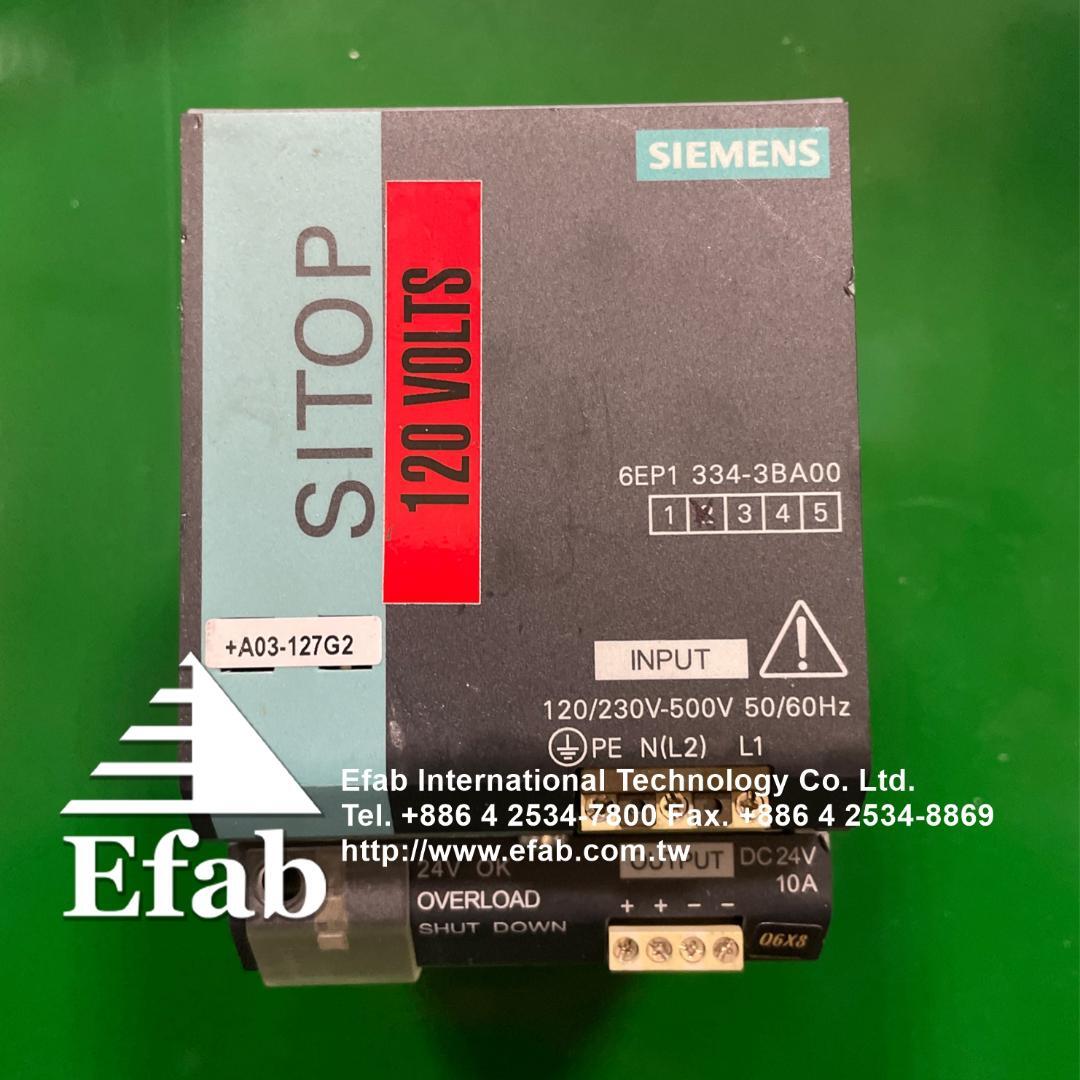 SIEMENS
SITOP
120 VOLTS
6EP1 334-3BA00
1 3 4 5
+A03-127G2
INPUT
120/230V-500V 50/60Hz
PE N(L2) L1
Efab International Technology Co. Ltd.
Tel. +886 4 2534-7800 Fax. +886 4 2534-8869
http://www.efab.com.tw
Efab
24V OK
OUTPUT
DC 24V
10A
OVERLOAD
+ + − −
SHUT DOWN
Q6X8